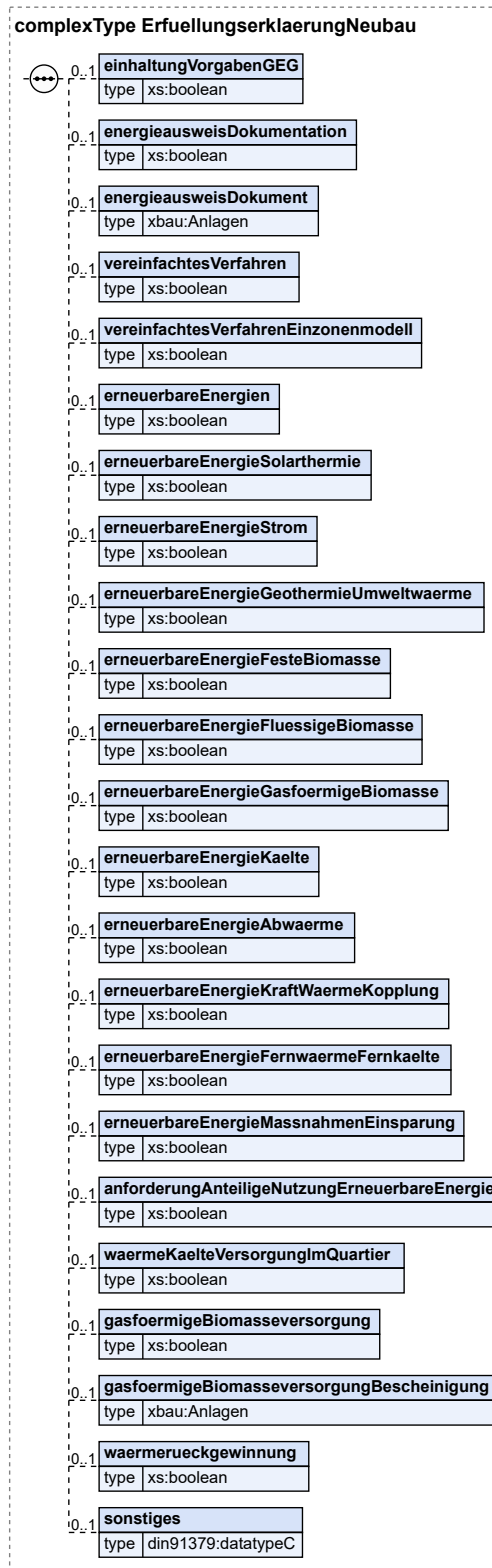 complexType ErfuellungserklaerungNeubau
0..1 einhaltungVorgabenGEG
type xs:boolean
0..1 energieausweisDokumentation
type xs:boolean
0..1 energieausweisDokument
type xbau:Anlagen
0..1 vereinfachtesVerfahren
type xs:boolean
0..1 vereinfachtesVerfahrenEinzonenmodell
type xs:boolean
0..1 erneuerbareEnergien
type xs:boolean
0..1 erneuerbareEnergieSolarthermie
type xs:boolean
0..1 erneuerbareEnergieStrom
type xs:boolean
0..1 erneuerbareEnergieGeothermieUmweltwaerme
type xs:boolean
0..1 erneuerbareEnergieFesteBiomasse
type xs:boolean
0..1 erneuerbareEnergieFluessigeBiomasse
type xs:boolean
0..1 erneuerbareEnergieGasfoermigeBiomasse
type xs:boolean
0..1 erneuerbareEnergieKaelte
type xs:boolean
0..1 erneuerbareEnergieAbwaerme
type xs:boolean
0..1 erneuerbareEnergieKraftWaermeKopplung
type xs:boolean
0..1 erneuerbareEnergieFernwaermeFernkaelte
type xs:boolean
0..1 erneuerbareEnergieMassnahmenEinsparung
type xs:boolean
0..1 anforderungAnteiligeNutzungErneuerbareEnergie
type xs:boolean
0..1 waermeKaelteVersorgungImQuartier
type xs:boolean
0..1 gasfoermigeBiomasseversorgung
type xs:boolean
0..1 gasfoermigeBiomasseversorgungBescheinigung
type xbau:Anlagen
0..1 waermerueckgewinnung
type xs:boolean
0..1 sonstiges
type din91379:datatypeC